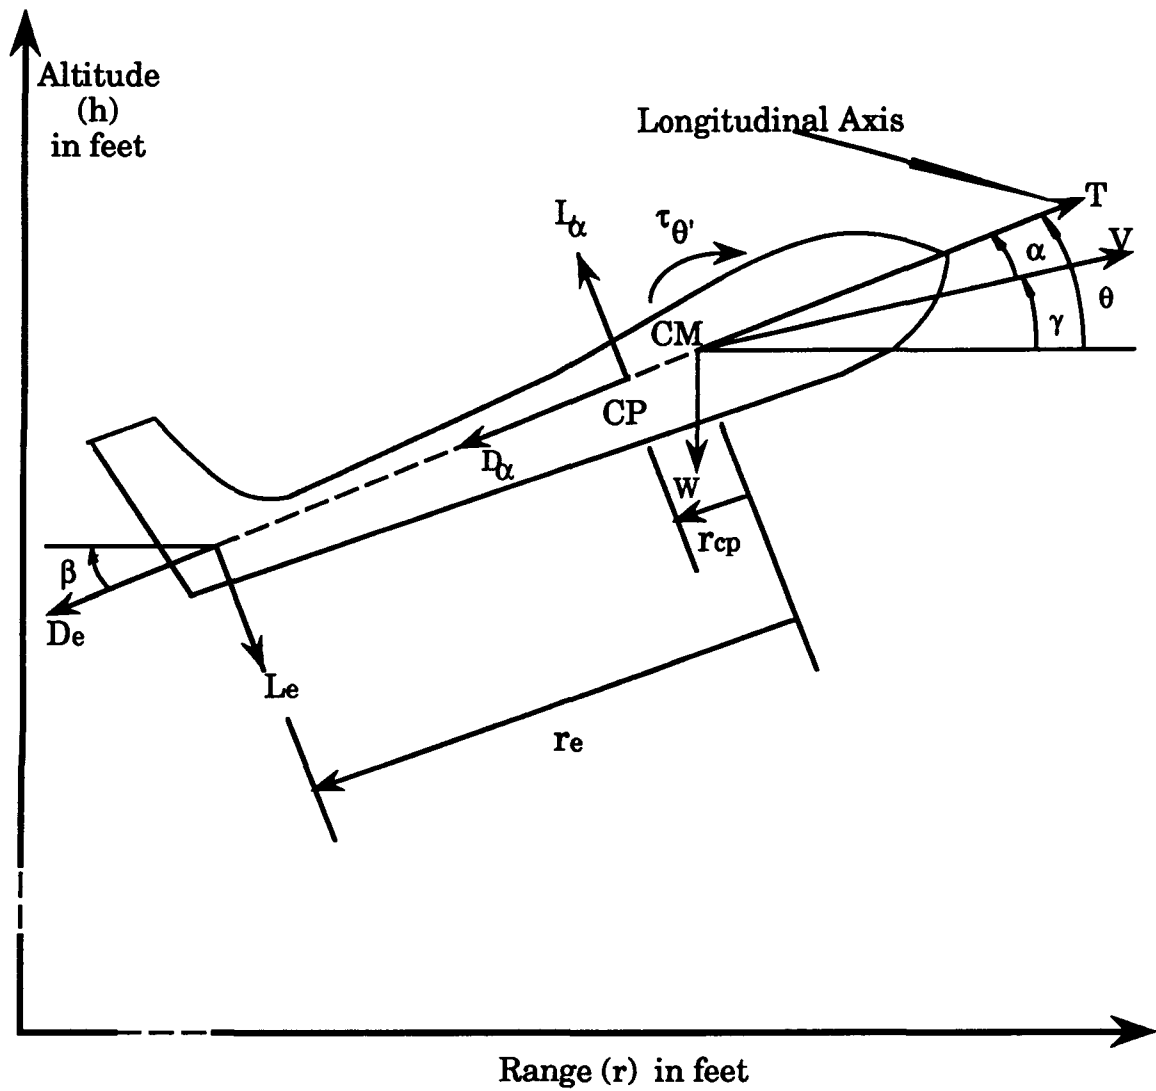 Altitude
(h)
in feet
Longitudinal Axis
T
Lα
τθ'
V
α
θ
γ
CM
CP
Dα
W
rcp
β
De
Le
re
Range (r) in feet